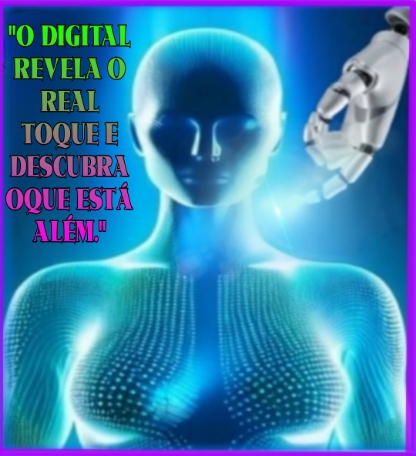 "O DIGITAL
REVELA O
REAL
TOQUE E
DESCUBRA
OQUE ESTÁ
ALÉM."